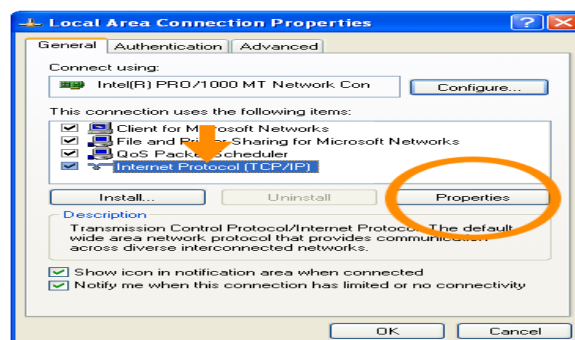 Local Area Connection Properties
General Authentication Advanced
Connect using:
Intel(R) PRO/1000 MT Network Con
Configure...
This connection uses the following items:
Client for Microsoft Networks
File and Printer Sharing for Microsoft Networks
QoS Packet Scheduler
Internet Protocol (TCP/IP)
Install... Uninstall Properties
Description
Transmission Control Protocol/Internet Protocol. The default
wide area network protocol that provides communication
across diverse interconnected networks.
Show icon in notification area when connected
Notify me when this connection has limited or no connectivity
OK Cancel